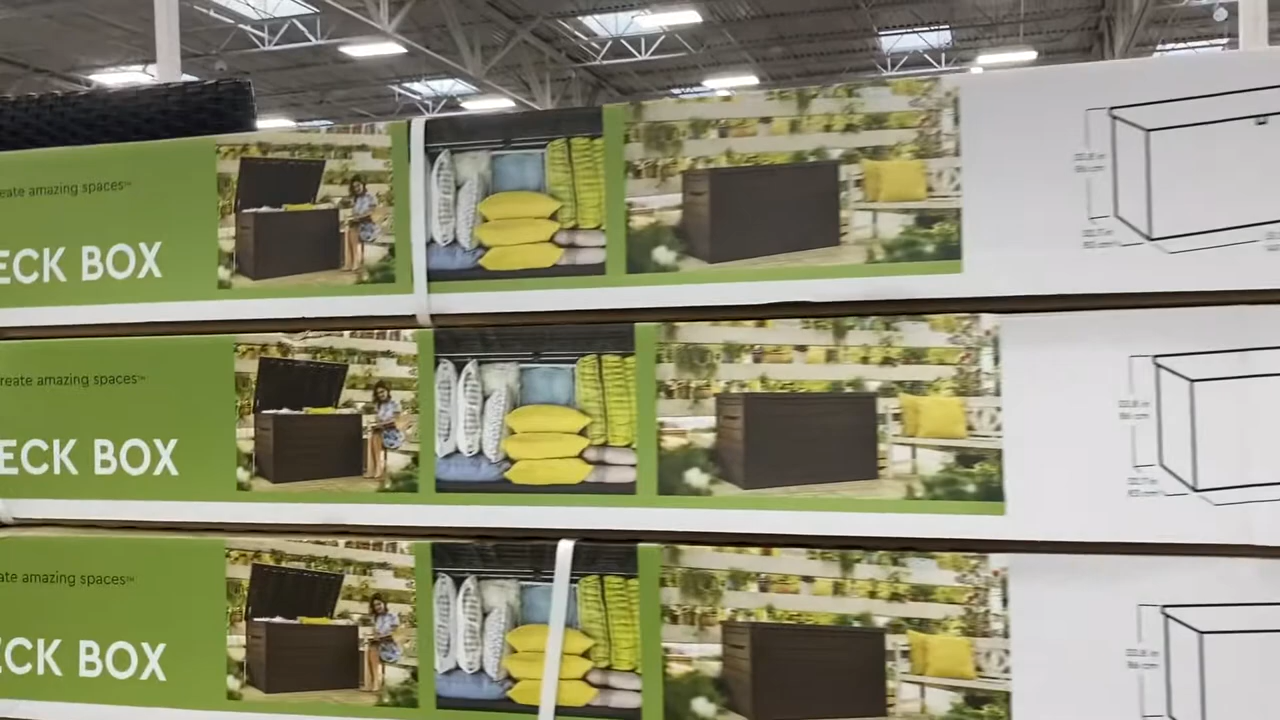 eate amazing spaces™
ECK BOX
reate amazing spaces™
ECK BOX
ate amazing spaces™
ECK BOX